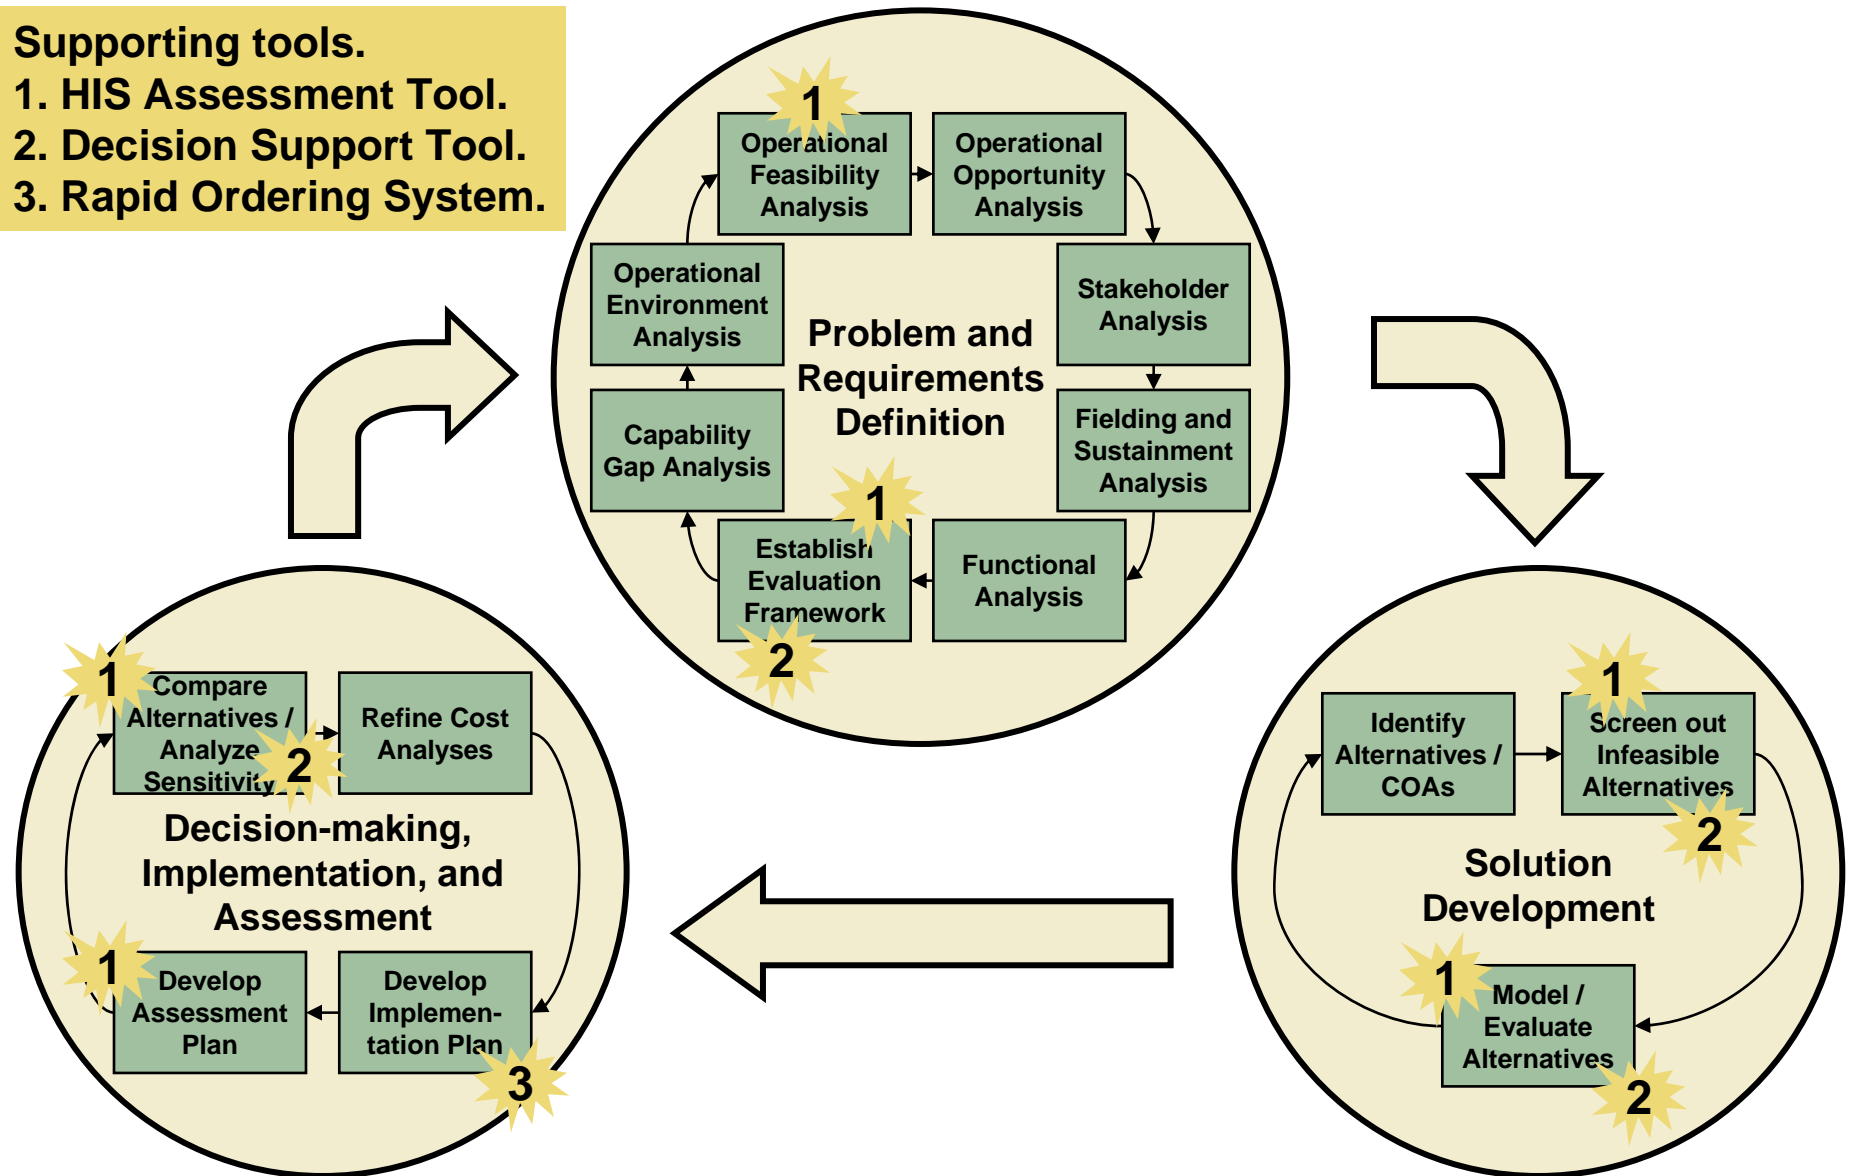 Supporting tools.
1. HIS Assessment Tool.
2. Decision Support Tool.
3. Rapid Ordering System.
1
Operational
Feasibility
Analysis
Operational
Opportunity
Analysis
Operational
Environment
Analysis
Stakeholder
Analysis
Problem and
Requirements
Definition
Capability
Gap Analysis
Fielding and
Sustainment
Analysis
1
Establish
Evaluation
Framework
2
Functional
Analysis
1
Compare
Alternatives /
Analyze
Sensitivity
2
Refine Cost
Analyses
Decision-making,
Implementation, and
Assessment
1
Develop
Assessment
Plan
Develop
Implemen-
tation Plan
3
Identify
Alternatives /
COAs
1
Screen out
Infeasible
Alternatives
2
Solution
Development
1
Model /
Evaluate
Alternatives
2